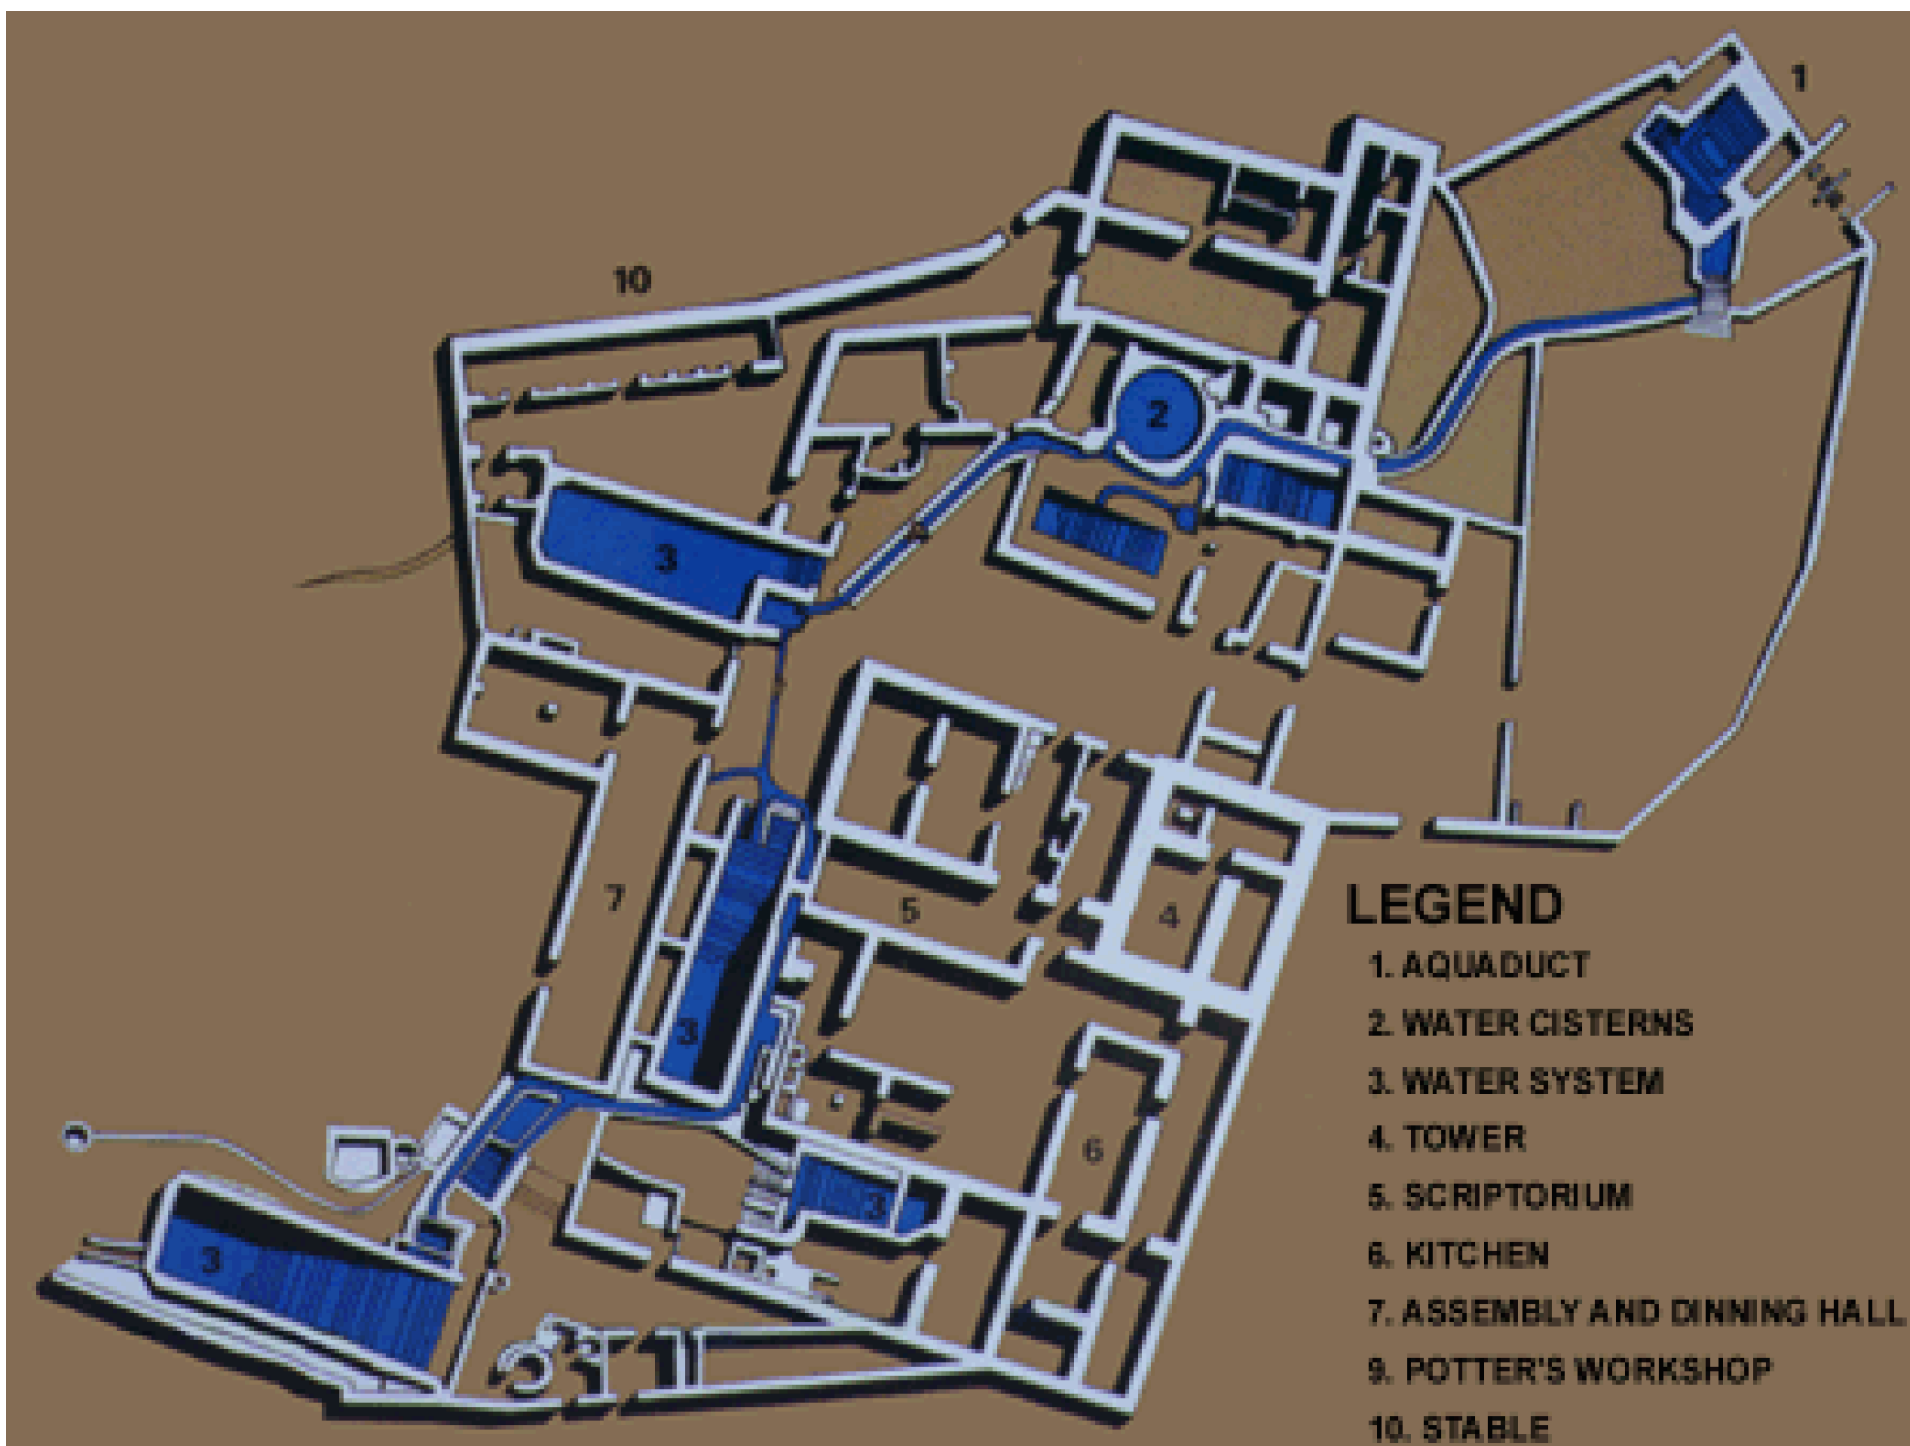 1
10
2
3
7
5
4
3
6
3
3
LEGEND
1. AQUADUCT
2. WATER CISTERNS
3. WATER SYSTEM
4. TOWER
5. SCRIPTORIUM
6. KITCHEN
7. ASSEMBLY AND DINNING HALL
9. POTTER'S WORKSHOP
10. STABLE